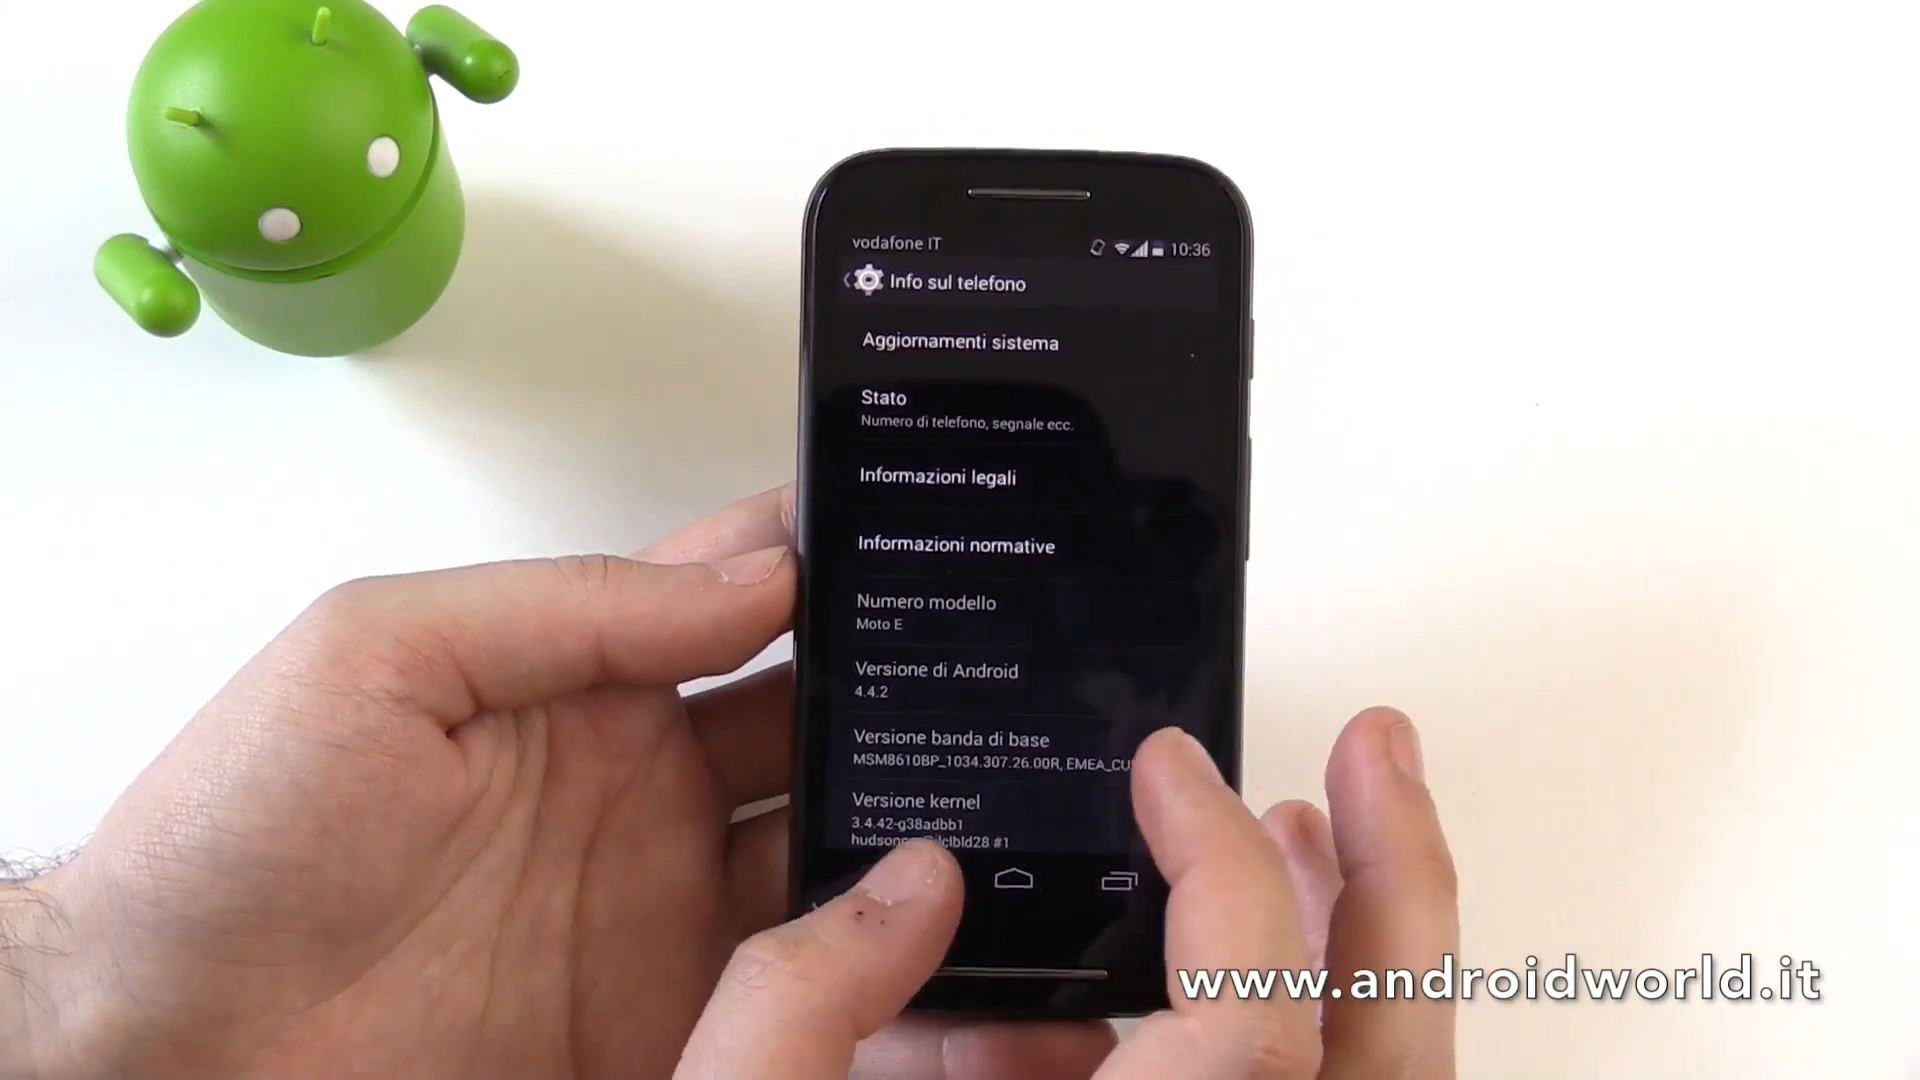 vodafone IT
10:36
Info sul telefono
Aggiornamenti sistema
Stato
Numero di telefono, segnale ecc.
Informazioni legali
Informazioni normative
Numero modello
Moto E
Versione di Android
4.4.2
Versione banda di base
MSM8610BP_1034.307.26.00R, EMEA_CU
Versione kernel
3.4.42-g38adbb1
#1
www.androidworld.it